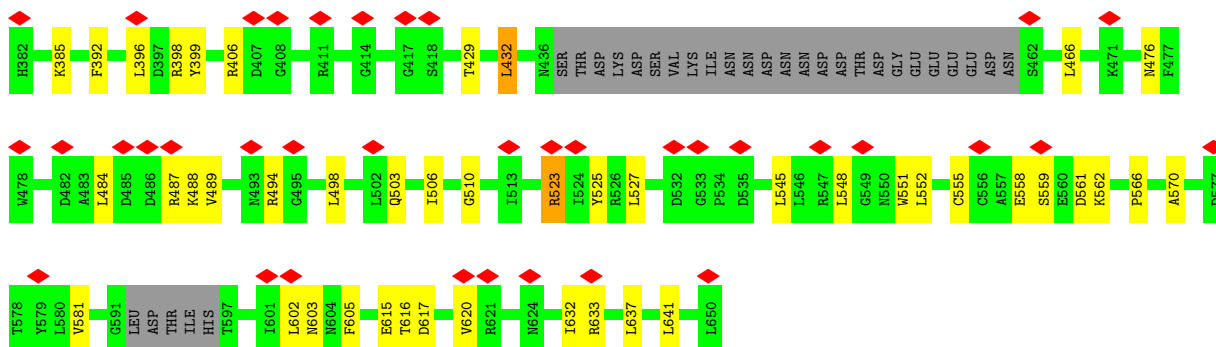 H382 K385 F392 L396 D397 R398 Y399 R406 D407 G408 R411 G414 G417 S418 T429 L432 N436 SER THR ASP LYS ASP SER VAL LYS ILE ASN ASN ASP ASN ASN ASP ASP THR ASP GLY GLU GLU GLU GLU ASP ASN S462 L466 K471 N476 F477
W478 D482 A483 L484 D485 D486 R487 K488 V489 N493 R494 G495 L498 L502 Q503 I506 G510 I513 R523 I524 Y525 R526 L527 D532 G533 P534 D535 L545 L546 R547 L548 G549 N550 W551 L552 C555 C556 A557 E558 S559 E560 D561 K562 P566 A570 D577
T578 Y579 L580 V581 G591 LEU ASP THR ILE HIS T597 I601 L602 N603 N604 F605 E615 T616 D617 V620 R621 N624 I632 R633 L637 L641 L650